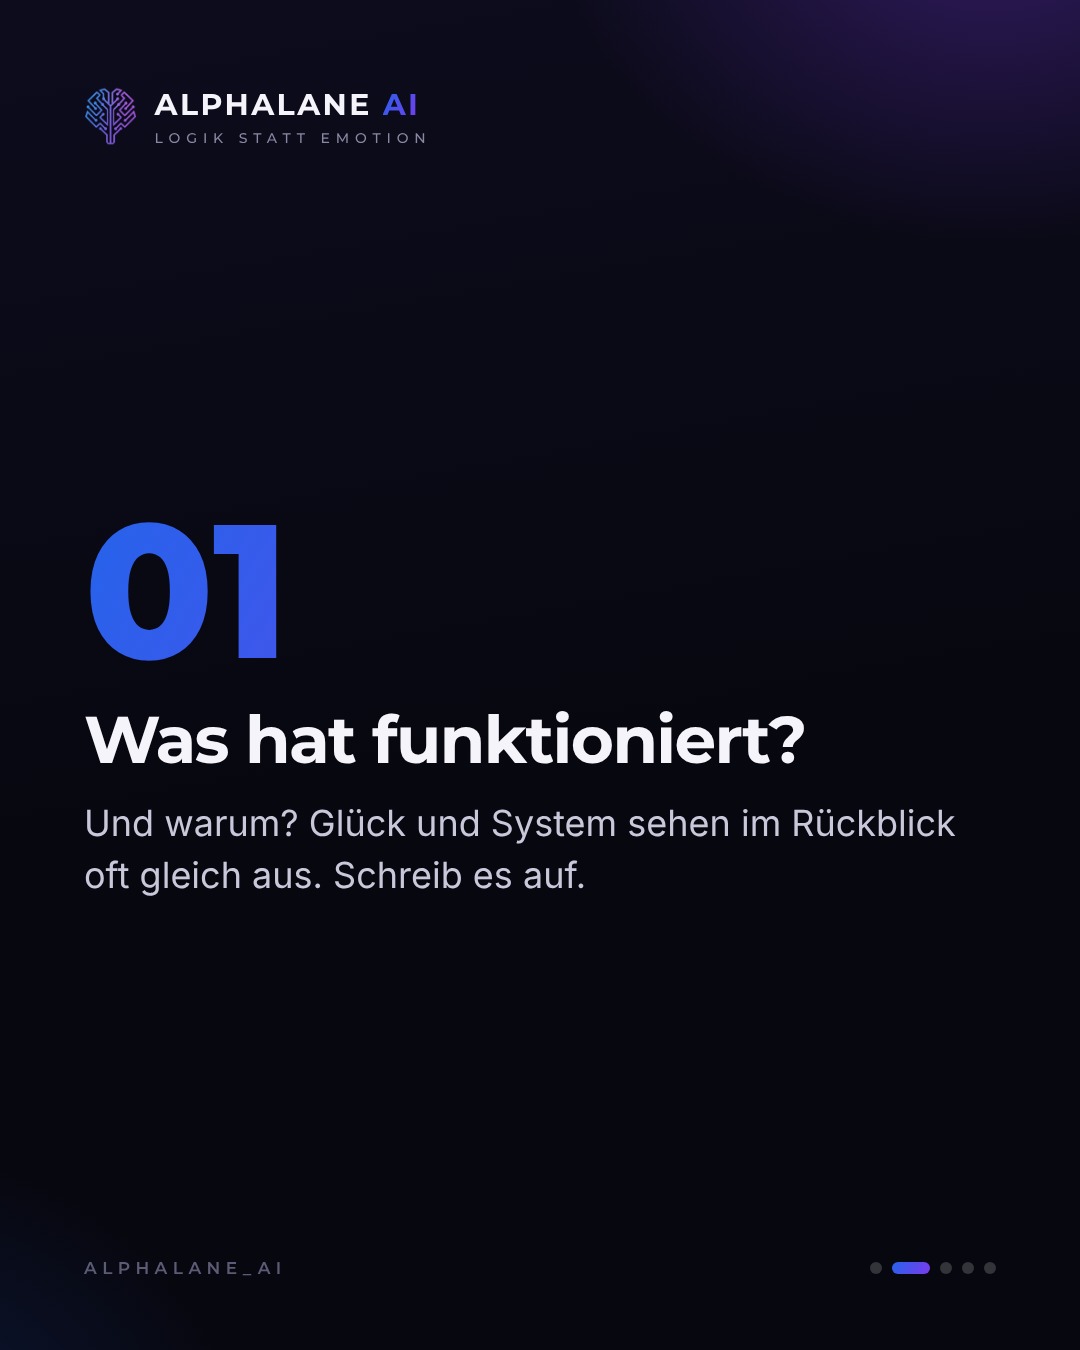 ALPHALANE AI
LOGIK STATT EMOTION
01
Was hat funktioniert?
Und warum? Glück und System sehen im Rückblick
oft gleich aus. Schreib es auf.
ALPHALANE_AI